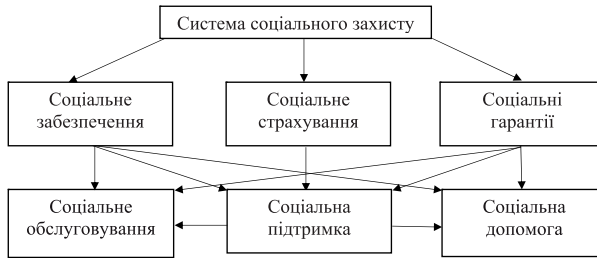 Система соціального захисту
Соціальне
забезпечення
Соціальне
страхування
Соціальні
гарантії
Соціальне
обслуговування
Соціальна
підтримка
Соціальна
допомога